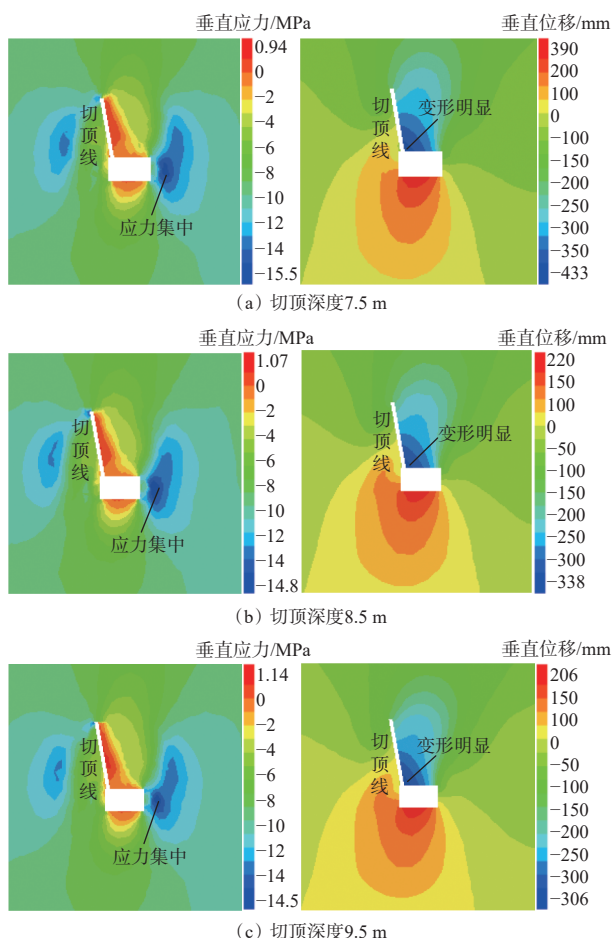 垂直应力/MPa
0.94
0
−2
−4
−6
−8
−10
−12
−14
−15.5
切顶线
应力集中
垂直位移/mm
390
200
100
0
−100
−200
−250
−300
−350
−433
变形明显
切顶线
（a）切顶深度7.5 m
垂直应力/MPa
1.07
0
−2
−4
−6
−8
−10
−12
−14
−14.8
切顶线
应力集中
垂直位移/mm
220
150
100
0
−50
−100
−150
−200
−250
−300
−338
变形明显
切顶线
（b）切顶深度8.5 m
垂直应力/MPa
1.14
0
−2
−4
−6
−8
−10
−12
−14.5
切顶线
应力集中
垂直位移/mm
206
150
100
0
−50
−100
−150
−200
−250
−300
−306
变形明显
切顶线
（c）切顶深度9.5 m